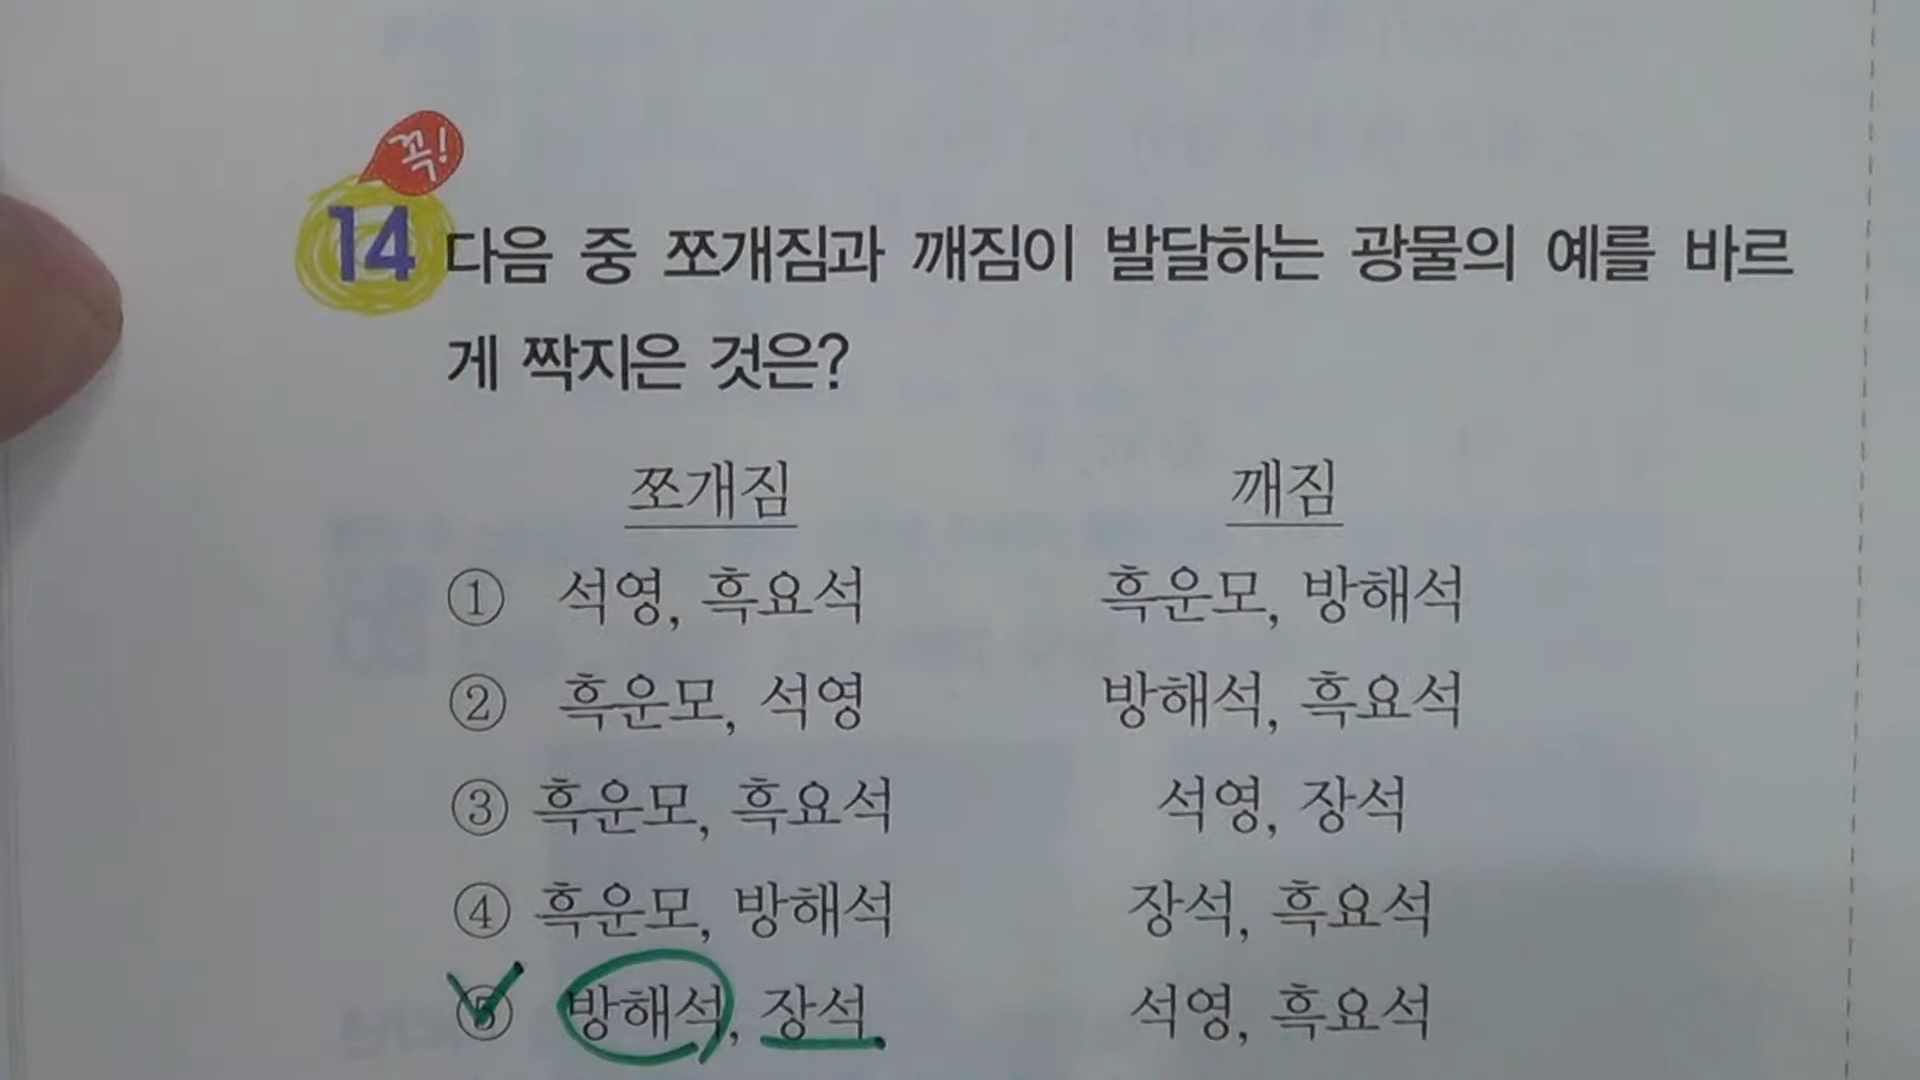 꼭!
14 다음 중 쪼개짐과 깨짐이 발달하는 광물의 예를 바르
게 짝지은 것은?
쪼개짐 깨짐
① 석영, 흑요석 흑운모, 방해석
② 흑운모, 석영 방해석, 흑요석
③ 흑운모, 흑요석 석영, 장석
④ 흑운모, 방해석 장석, 흑요석
⑤ 방해석, 장석 석영, 흑요석